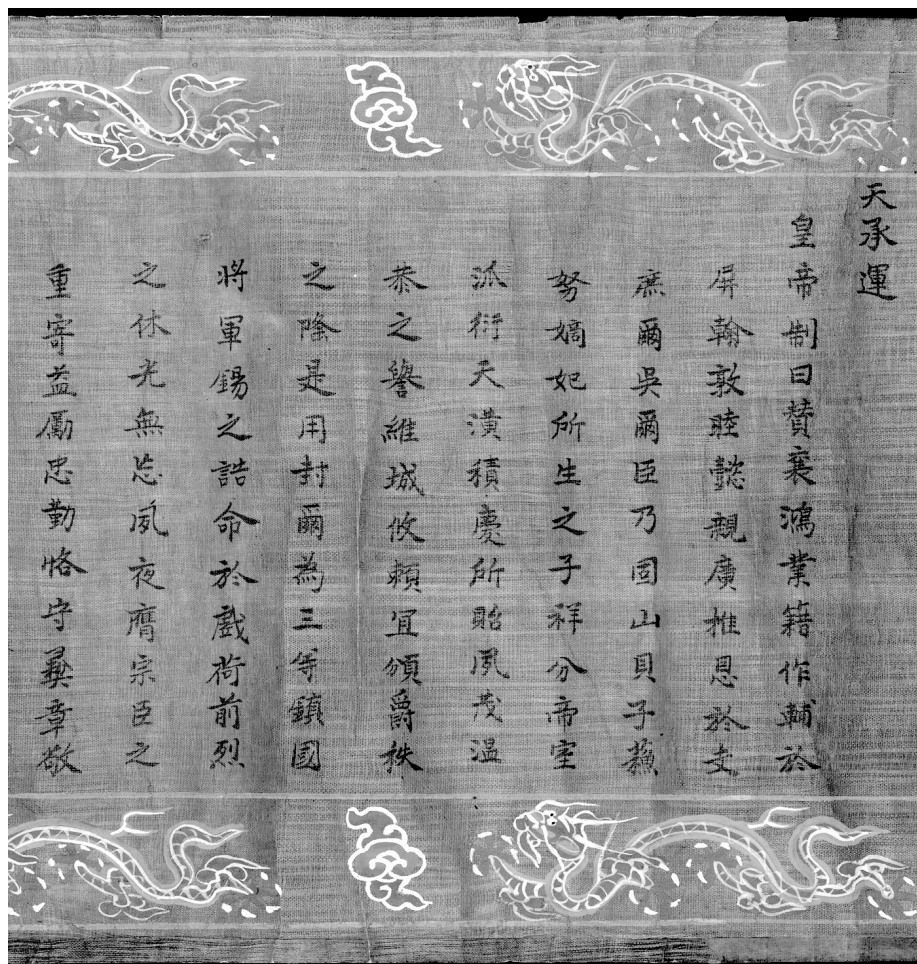 天承運
皇帝制曰贊襄鴻業籍作輔於
屏翰敦睦懿親廣推恩於支
庶爾吳爾臣乃固山貝子蘓
努嫡妃所生之子祥分帝室
派衍天潢積慶所貽夙茂温
恭之譽維城攸賴宜頒爵秩
之隆是用封爾為三等鎮國
將軍錫之誥命於戲荷前烈
之休光無忘夙夜膺宗臣之
重寄益勵忠勤恪守彛章敬